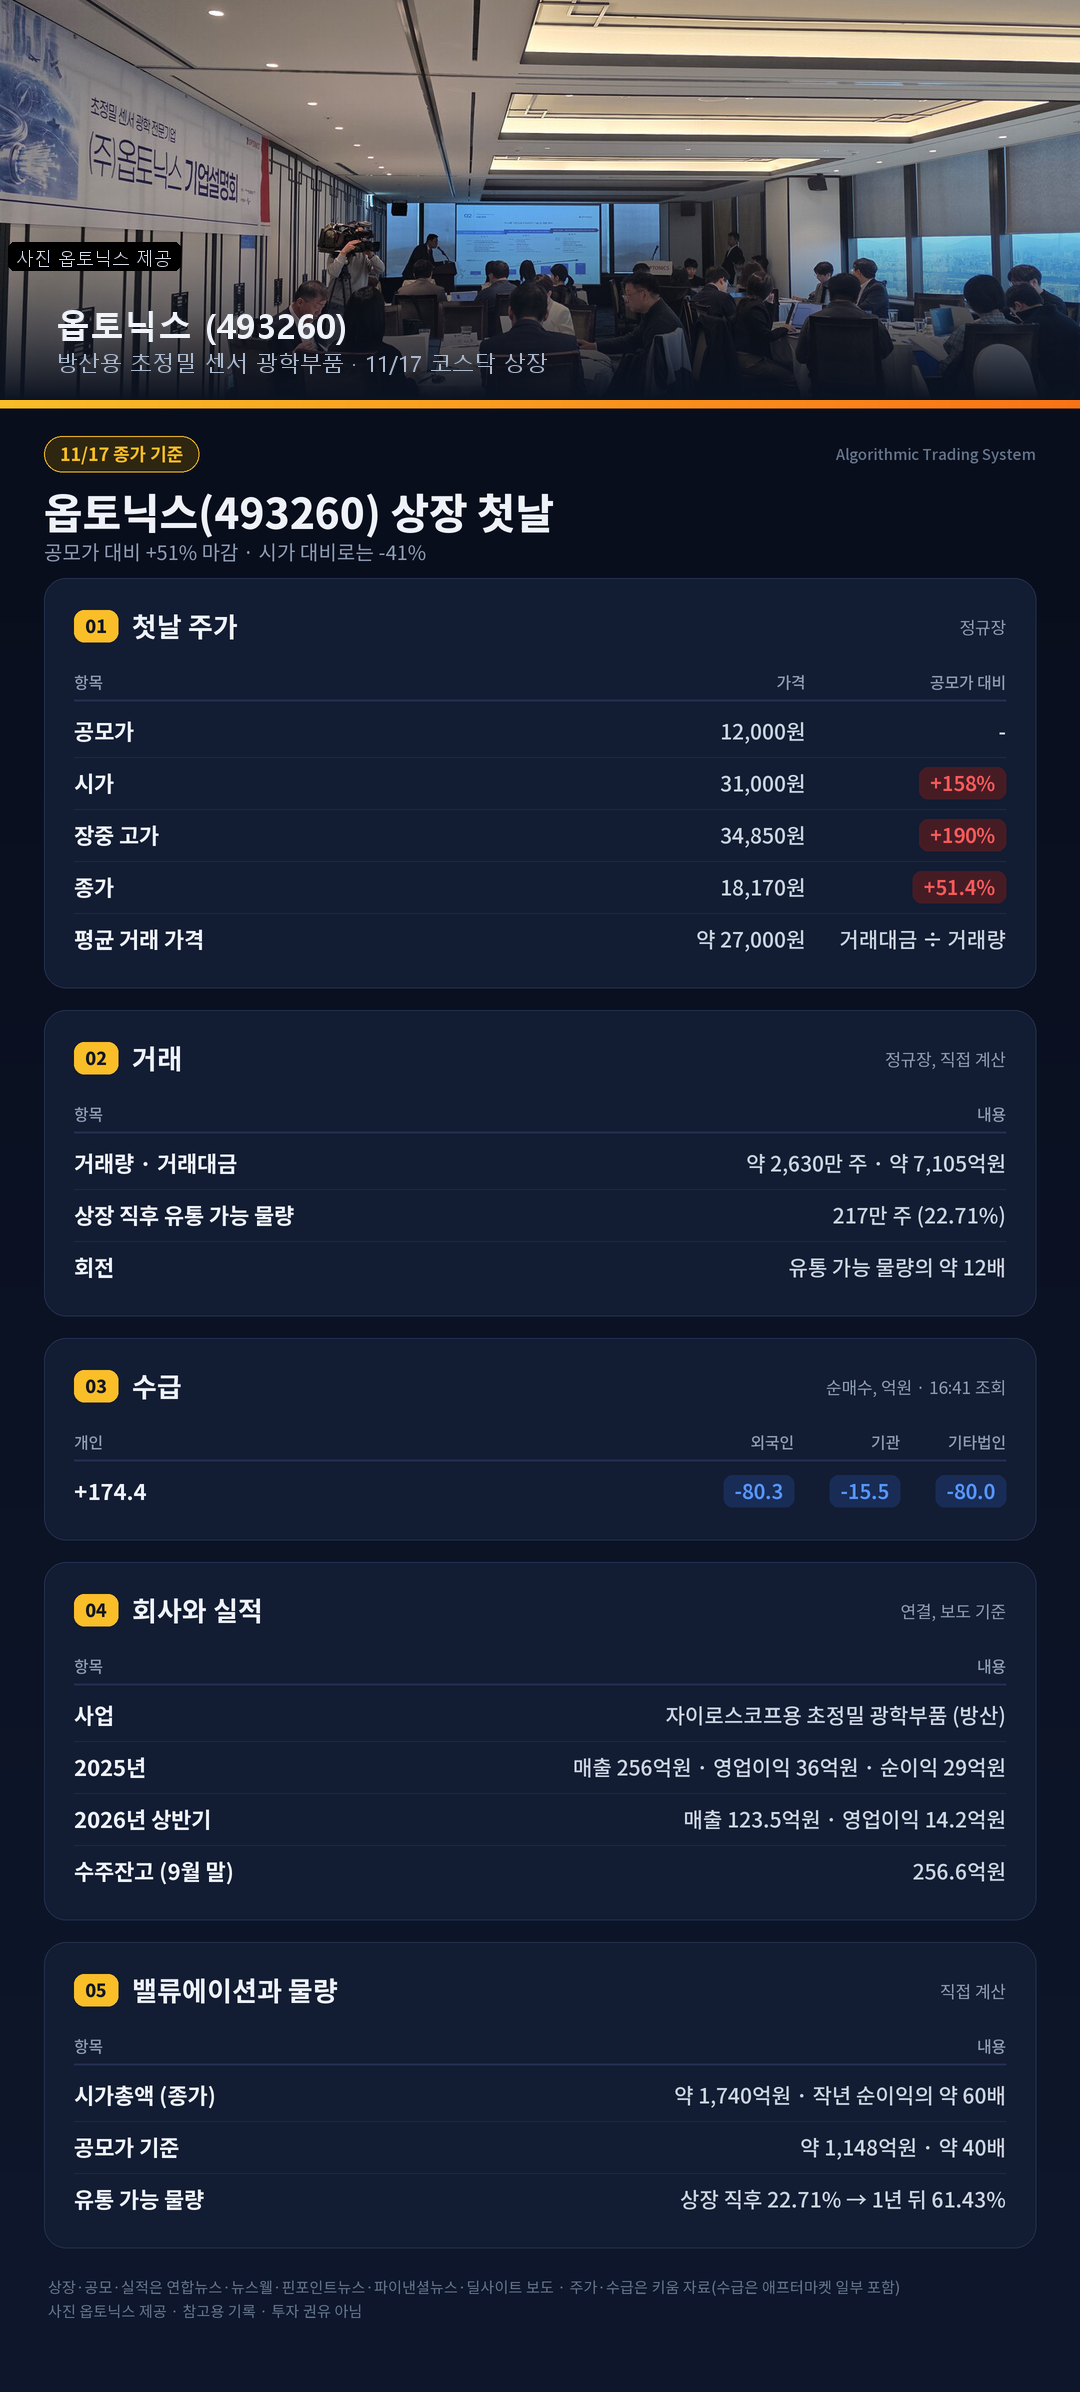 초정밀 센서 광학 전문기업
(주)옵토닉스 기업설명회
사진 옵토닉스 제공
옵토닉스 (493260)
방산용 초정밀 센서 광학부품 · 11/17 코스닥 상장
11/17 종가 기준
Algorithmic Trading System
옵토닉스(493260) 상장 첫날
공모가 대비 +51% 마감 · 시가 대비로는 -41%
01 첫날 주가 정규장
항목 가격 공모가 대비
공모가 12,000원 -
시가 31,000원 +158%
장중 고가 34,850원 +190%
종가 18,170원 +51.4%
평균 거래 가격 약 27,000원 거래대금 ÷ 거래량
02 거래 정규장, 직접 계산
항목 내용
거래량 · 거래대금 약 2,630만 주 · 약 7,105억원
상장 직후 유통 가능 물량 217만 주 (22.71%)
회전 유통 가능 물량의 약 12배
03 수급 순매수, 억원 · 16:41 조회
개인 외국인 기관 기타법인
+174.4 -80.3 -15.5 -80.0
04 회사와 실적 연결, 보도 기준
항목 내용
사업 자이로스코프용 초정밀 광학부품 (방산)
2025년 매출 256억원 · 영업이익 36억원 · 순이익 29억원
2026년 상반기 매출 123.5억원 · 영업이익 14.2억원
수주잔고 (9월 말) 256.6억원
05 밸류에이션과 물량 직접 계산
항목 내용
시가총액 (종가) 약 1,740억원 · 작년 순이익의 약 60배
공모가 기준 약 1,148억원 · 약 40배
유통 가능 물량 상장 직후 22.71% → 1년 뒤 61.43%
상장·공모·실적은 연합뉴스·뉴스웰·핀포인트뉴스·파이낸셜뉴스·딜사이트 보도 · 주가·수급은 키움 자료(수급은 애프터마켓 일부 포함)
사진 옵토닉스 제공 · 참고용 기록 · 투자 권유 아님